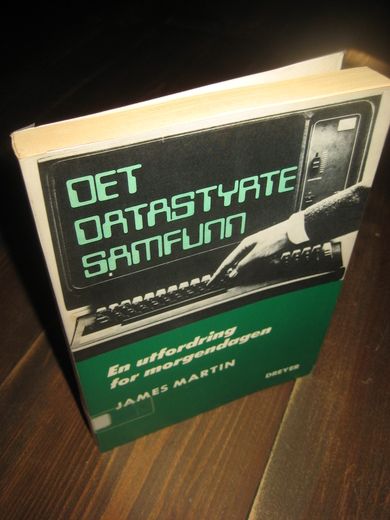 DET
DATASTYRTE
SAMFUNN
En utfordring
for morgendagen
JAMES MARTIN
DREYER